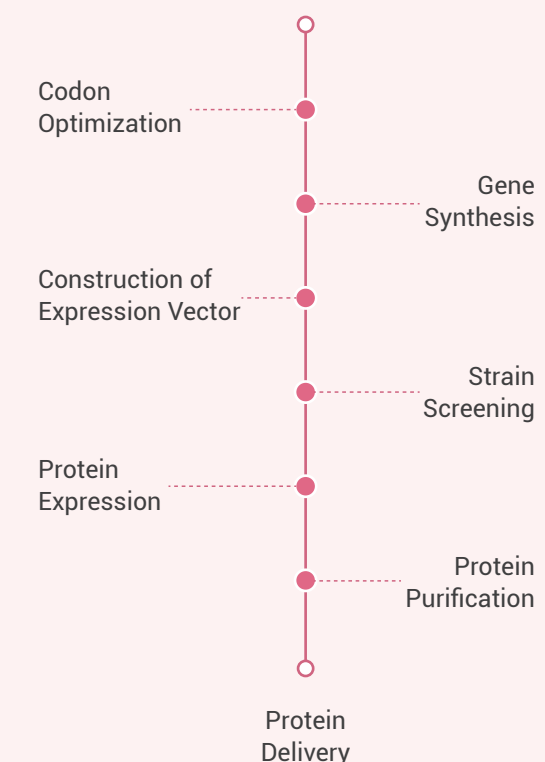 Codon
Optimization
Gene
Synthesis
Construction of
Expression Vector
Strain
Screening
Protein
Expression
Protein
Purification
Protein
Delivery